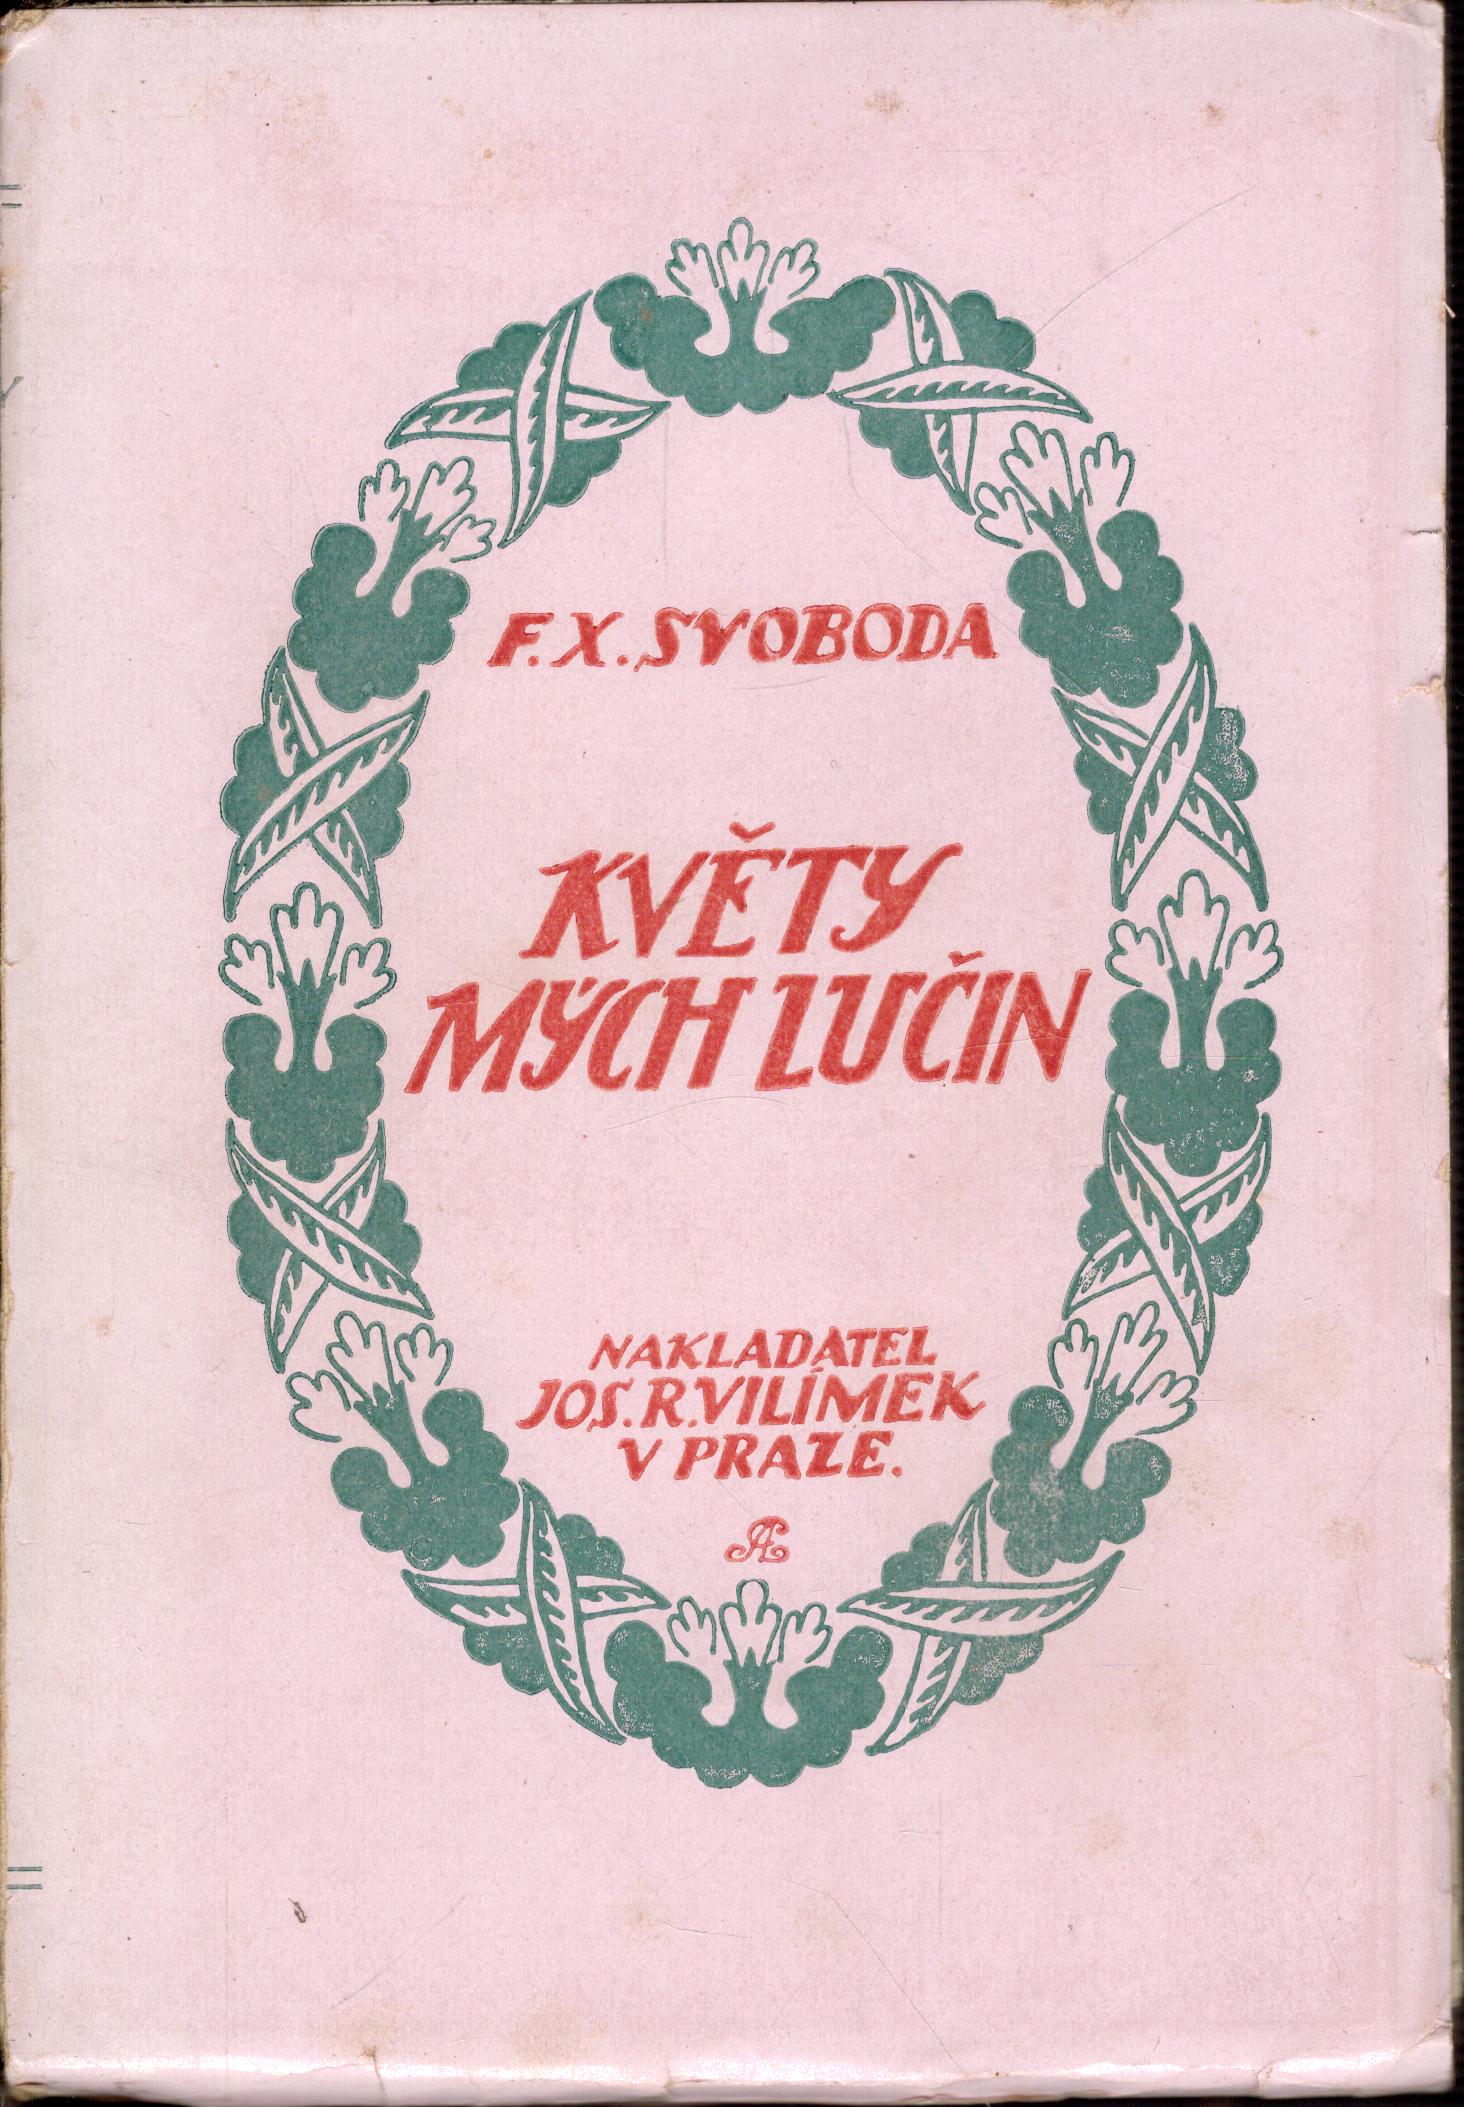 F. X. SVOBODA
KVĚTY
MÝCH LUČIN
NAKLADATEL
JOS. R. VILÍMEK
V PRAZE.